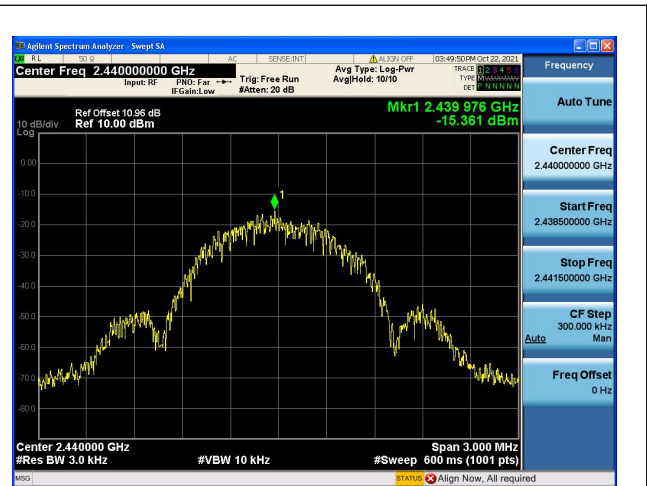 Agilent Spectrum Analyzer - Swept SA
RL 50 Ω AC SENSE:INT ALIGN OFF 03:49:50PM Oct 22, 2021
Center Freq 2.440000000 GHz
Input: RF PNO: Far Trig: Free Run Avg Type: Log-Pwr TRACE 1 2 3 4 5 6
IFGain:Low #Atten: 20 dB Avg|Hold: 10/10 TYPE M
DET P N N N N N
Mkr1 2.439 976 GHz
-15.361 dBm
Ref Offset 10.96 dB
10 dB/div Ref 10.00 dBm
Log
0.00
-10.0
1
-20.0
-30.0
-40.0
-50.0
-60.0
-70.0
-80.0
Center 2.440000 GHz Span 3.000 MHz
#Res BW 3.0 kHz #VBW 10 kHz #Sweep 600 ms (1001 pts)
MSG STATUS Align Now, All required
Frequency
Auto Tune
Center Freq
2.440000000 GHz
Start Freq
2.438500000 GHz
Stop Freq
2.441500000 GHz
CF Step
300.000 kHz
Auto Man
Freq Offset
0 Hz